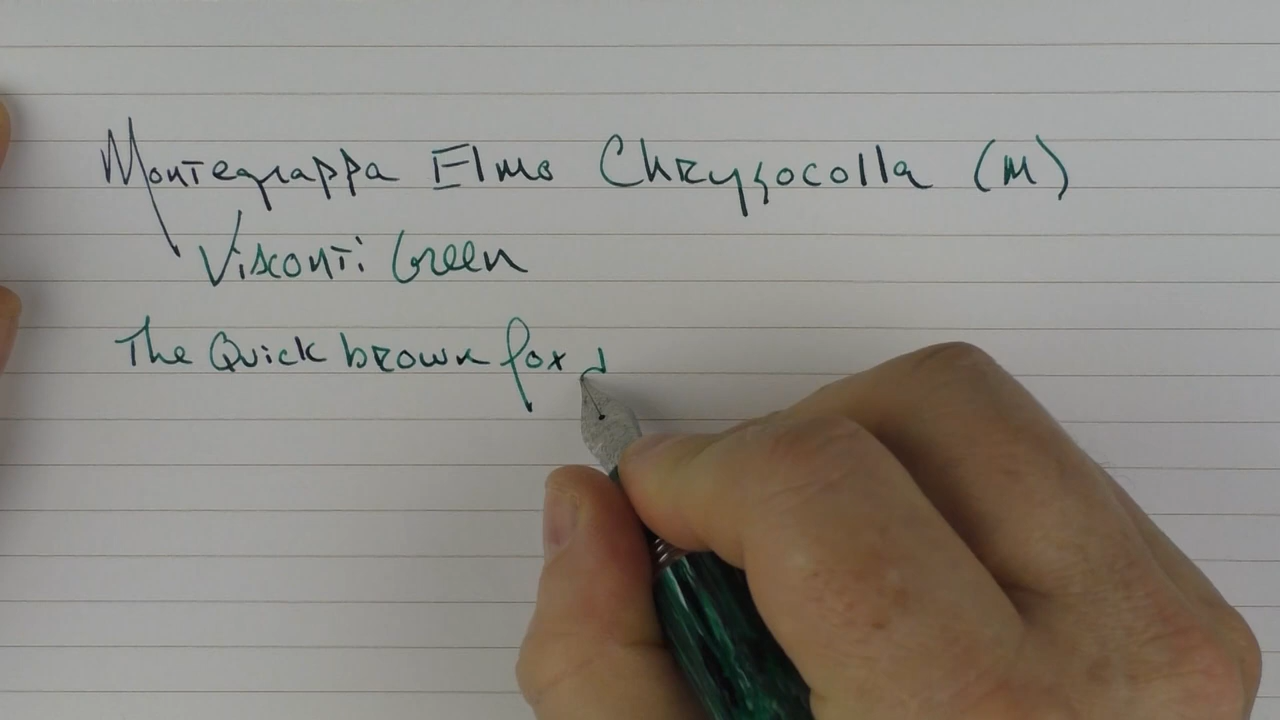 Montegrappa Elmo Chrysocolla (M)
Visconti Green
The Quick brown fox J